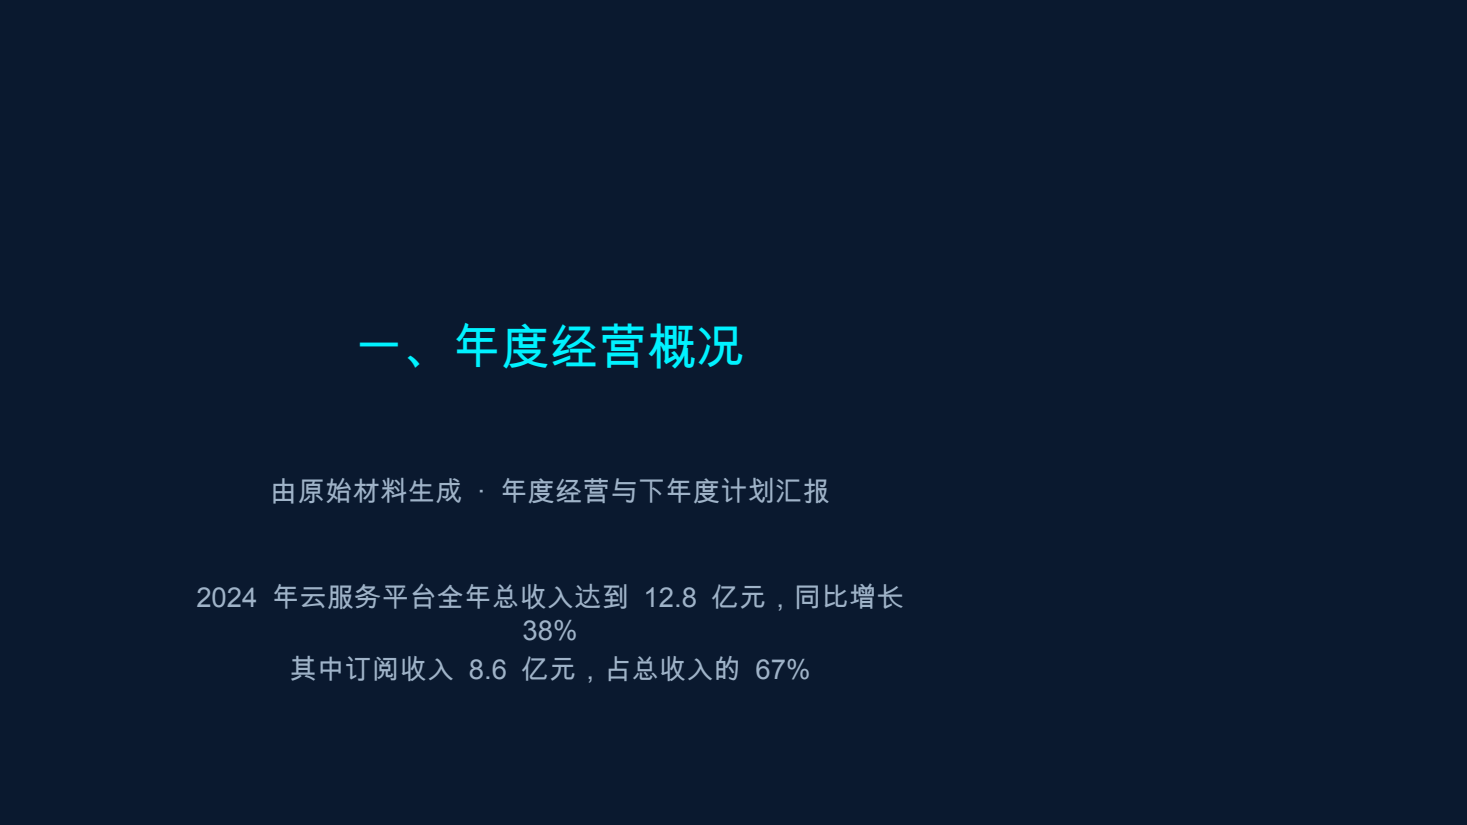 一、年度经营概况
由原始材料生成 · 年度经营与下年度计划汇报
2024 年云服务平台全年总收入达到 12.8 亿元，同比增长
38%
其中订阅收入 8.6 亿元，占总收入的 67%